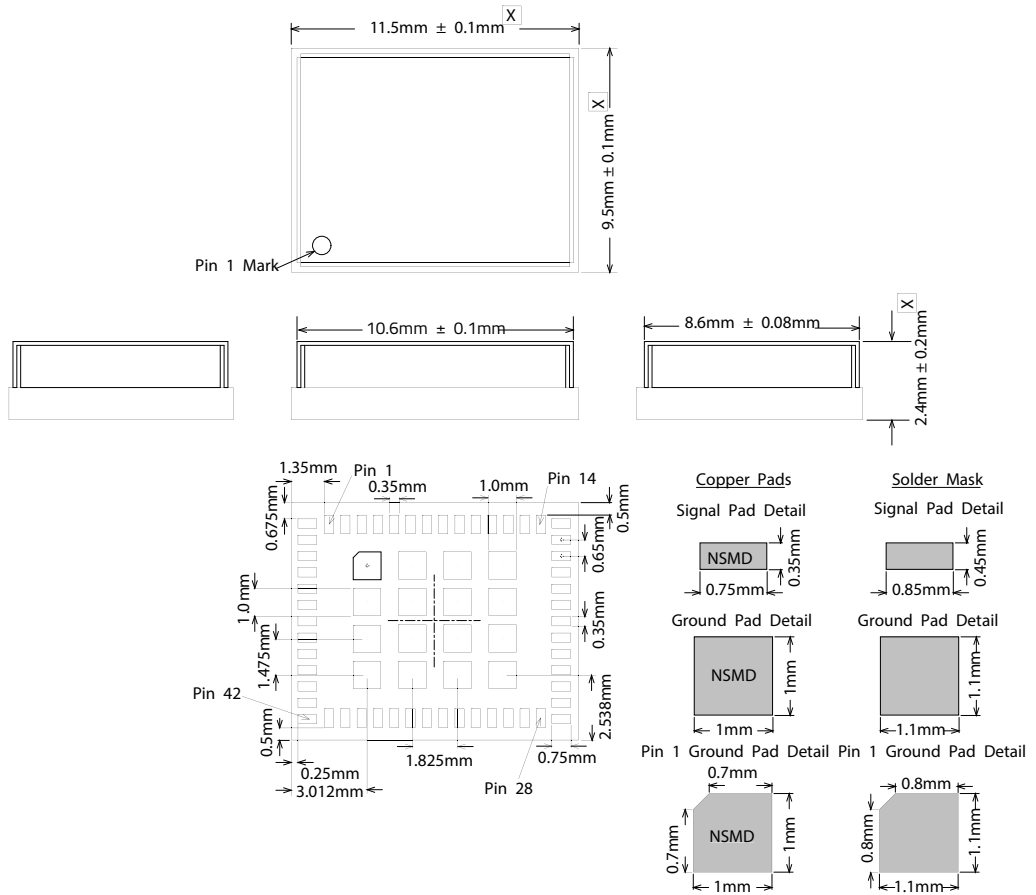 X
11.5mm ± 0.1mm
X
9.5mm ± 0.1mm
Pin 1 Mark
X
10.6mm ± 0.1mm
8.6mm ± 0.08mm
2.4mm ± 0.2mm
1.35mm
Pin 1
0.35mm
1.0mm
Pin 14
0.5mm
0.675mm
0.65mm
1.0mm
0.35mm
1.475mm
Pin 42
2.538mm
0.5mm
0.25mm
3.012mm
1.825mm
Pin 28
0.75mm
Copper Pads
Solder Mask
Signal Pad Detail
Signal Pad Detail
NSMD
0.35mm
0.45mm
0.75mm
0.85mm
Ground Pad Detail
Ground Pad Detail
NSMD
1mm
1.1mm
1mm
1.1mm
Pin 1 Ground Pad Detail
Pin 1 Ground Pad Detail
0.7mm
0.8mm
0.7mm
NSMD
1mm
0.8mm
1.1mm
1mm
1.1mm